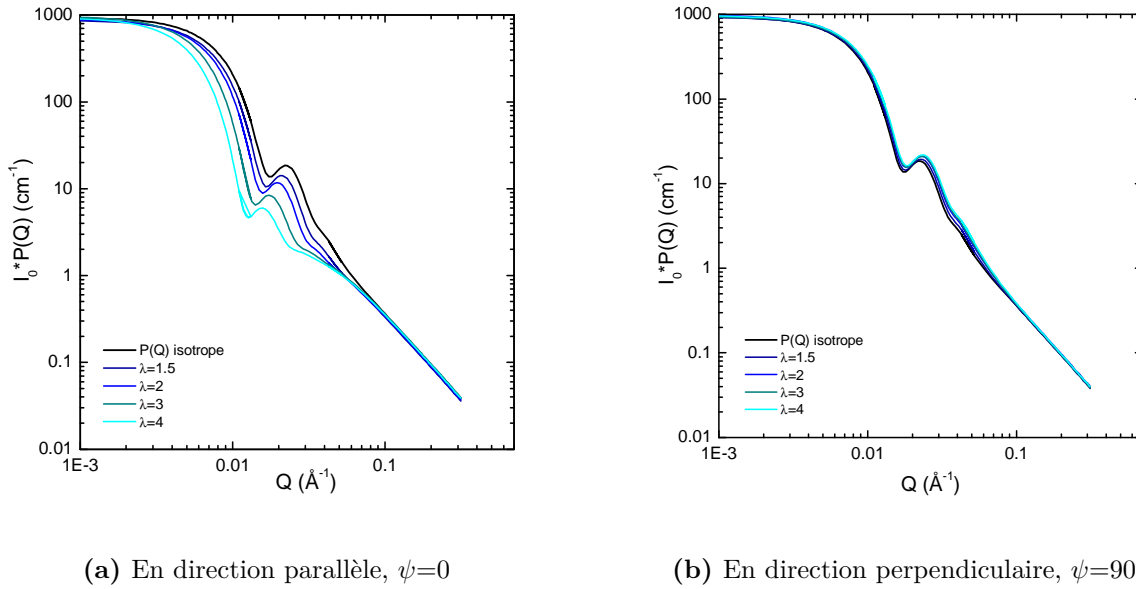 1000
100
10
1
0.1
0.01
1E-3
0.01
0.1
I0*P(Q) (cm-1)
Q (Å-1)
P(Q) isotrope
λ=1.5
λ=2
λ=3
λ=4
(a) En direction parallèle, ψ=0
1000
100
10
1
0.1
0.01
1E-3
0.01
0.1
I0*P(Q) (cm-1)
Q (Å-1)
P(Q) isotrope
λ=1.5
λ=2
λ=3
λ=4
(b) En direction perpendiculaire, ψ=90